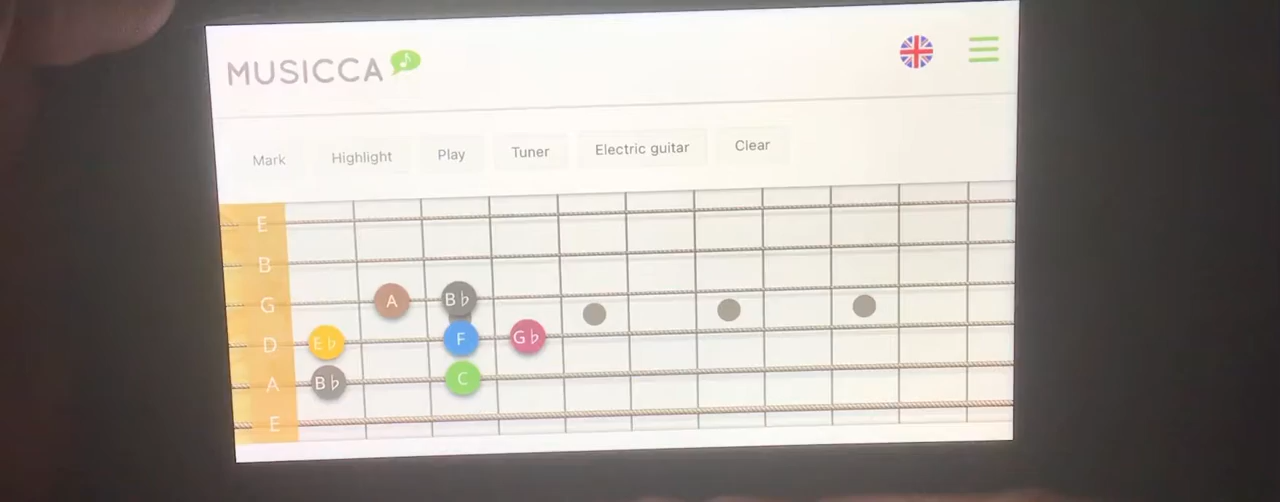 MUSICCA
Mark Highlight Play Tuner Electric guitar Clear
E
B
G A B♭
D E♭ F G♭
A B♭ C
E